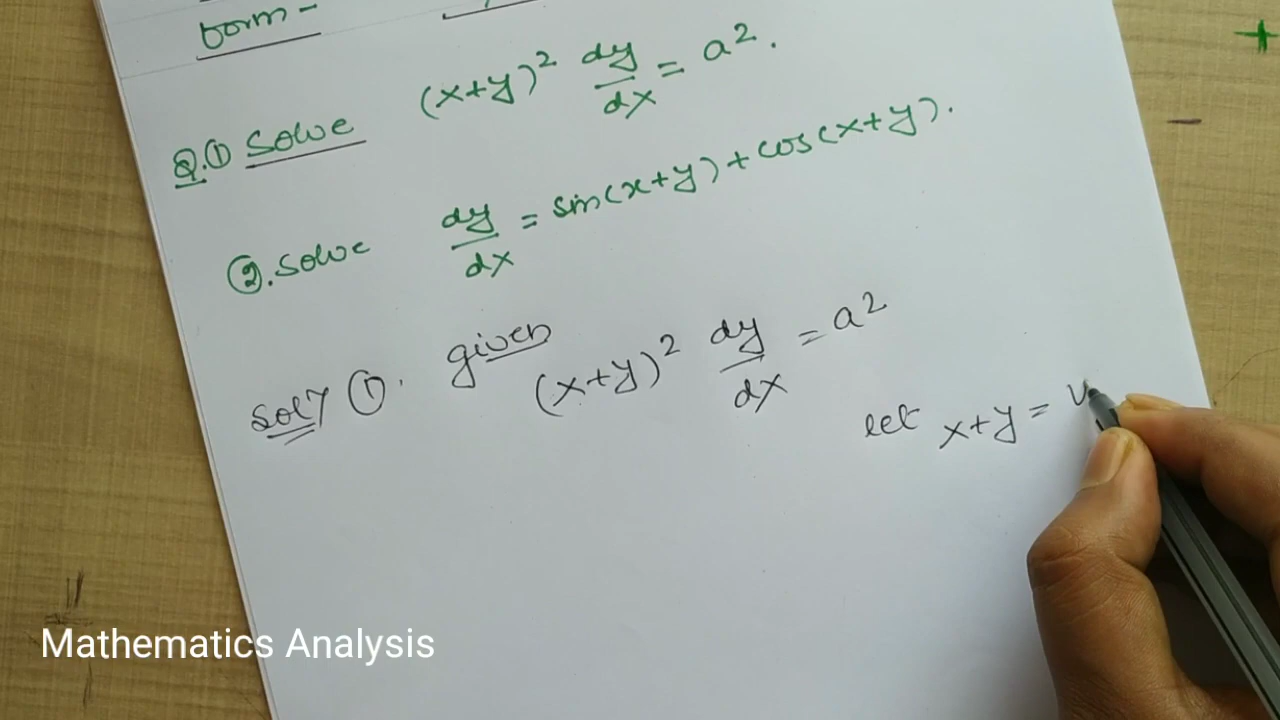 form -
Q.① Solve (x+y)² dy/dx = a².
②. Solve dy/dx = sin(x+y) + cos(x+y).
Solⁿ ①. given (x+y)² dy/dx = a²
let x+y =
Mathematics Analysis